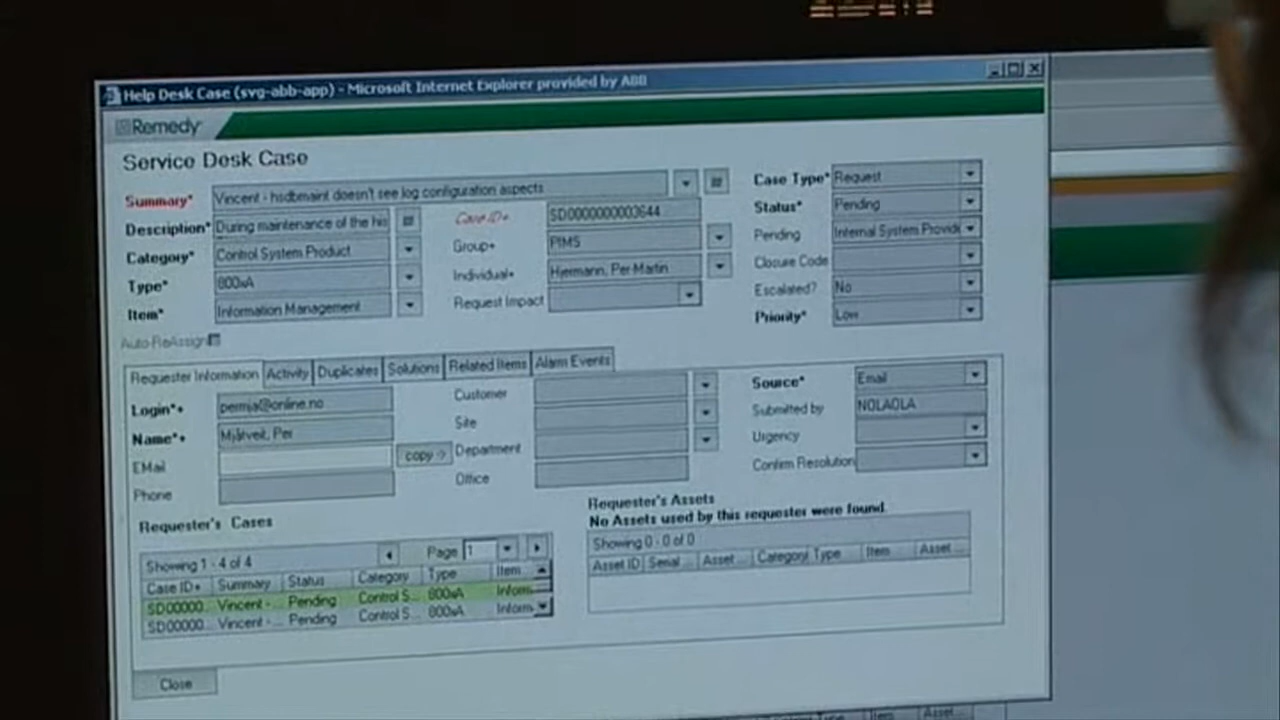 Help Desk Case (svg-abb-app) - Microsoft Internet Explorer provided by ABB
Remedy
Service Desk Case
Summary* Vincent - hsdbmaint doesn't see log configuration aspects
Case Type* Request
Description* During maintenance of the his
Case ID+ SD0000000003644
Status* Pending
Category* Control System Product
Group+ PIMS
Pending Internal System Provid
Type* 800xA
Individual+ Hjermann, Per-Martin
Closure Code
Item* Information Management
Request Impact
Escalated? No
Priority* Low
Auto-ReAssign
Requester Information Activity Duplicates Solutions Related Items Alarm Events
Login*+ permja@online.no
Customer
Source* Email
Name*+ Mjåtveit, Per
Site
Submitted by NOLAOLA
EMail
copy ->
Department
Urgency
Phone
Office
Confirm Resolution
Requester's Cases
Requester's Assets
No Assets used by this requester were found.
Showing 1 - 4 of 4 Page 1
Showing 0 - 0 of 0
Case ID+ Summary Status Category Type Item
Asset ID Serial... Asset... Category Type Item Asset...
SD00000... Vincent -... Pending Control S... 800xA Inform
SD00000... Vincent -... Pending Control S... 800xA Inform
Close
Type Item Asset...